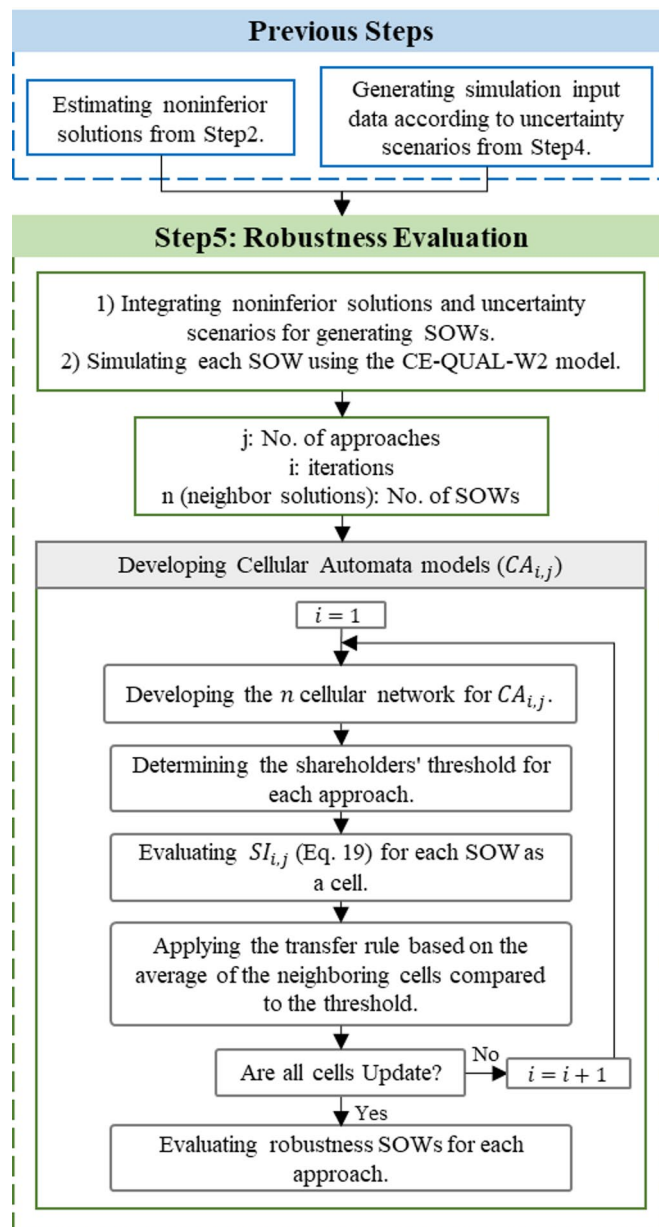 Previous Steps
Estimating noninferior
solutions from Step2.
Generating simulation input
data according to uncertainty
scenarios from Step4.
Step5: Robustness Evaluation
1) Integrating noninferior solutions and uncertainty
scenarios for generating SOWs.
2) Simulating each SOW using the CE-QUAL-W2 model.
j: No. of approaches
i: iterations
n (neighbor solutions): No. of SOWs
Developing Cellular Automata models (CA_{i,j})
i = 1
Developing the n cellular network for CA_{i,j}.
Determining the shareholders' threshold for
each approach.
Evaluating SI_{i,j} (Eq. 19) for each SOW as
a cell.
Applying the transfer rule based on the
average of the neighboring cells compared
to the threshold.
Are all cells Update?
No
i = i + 1
Yes
Evaluating robustness SOWs for each
approach.